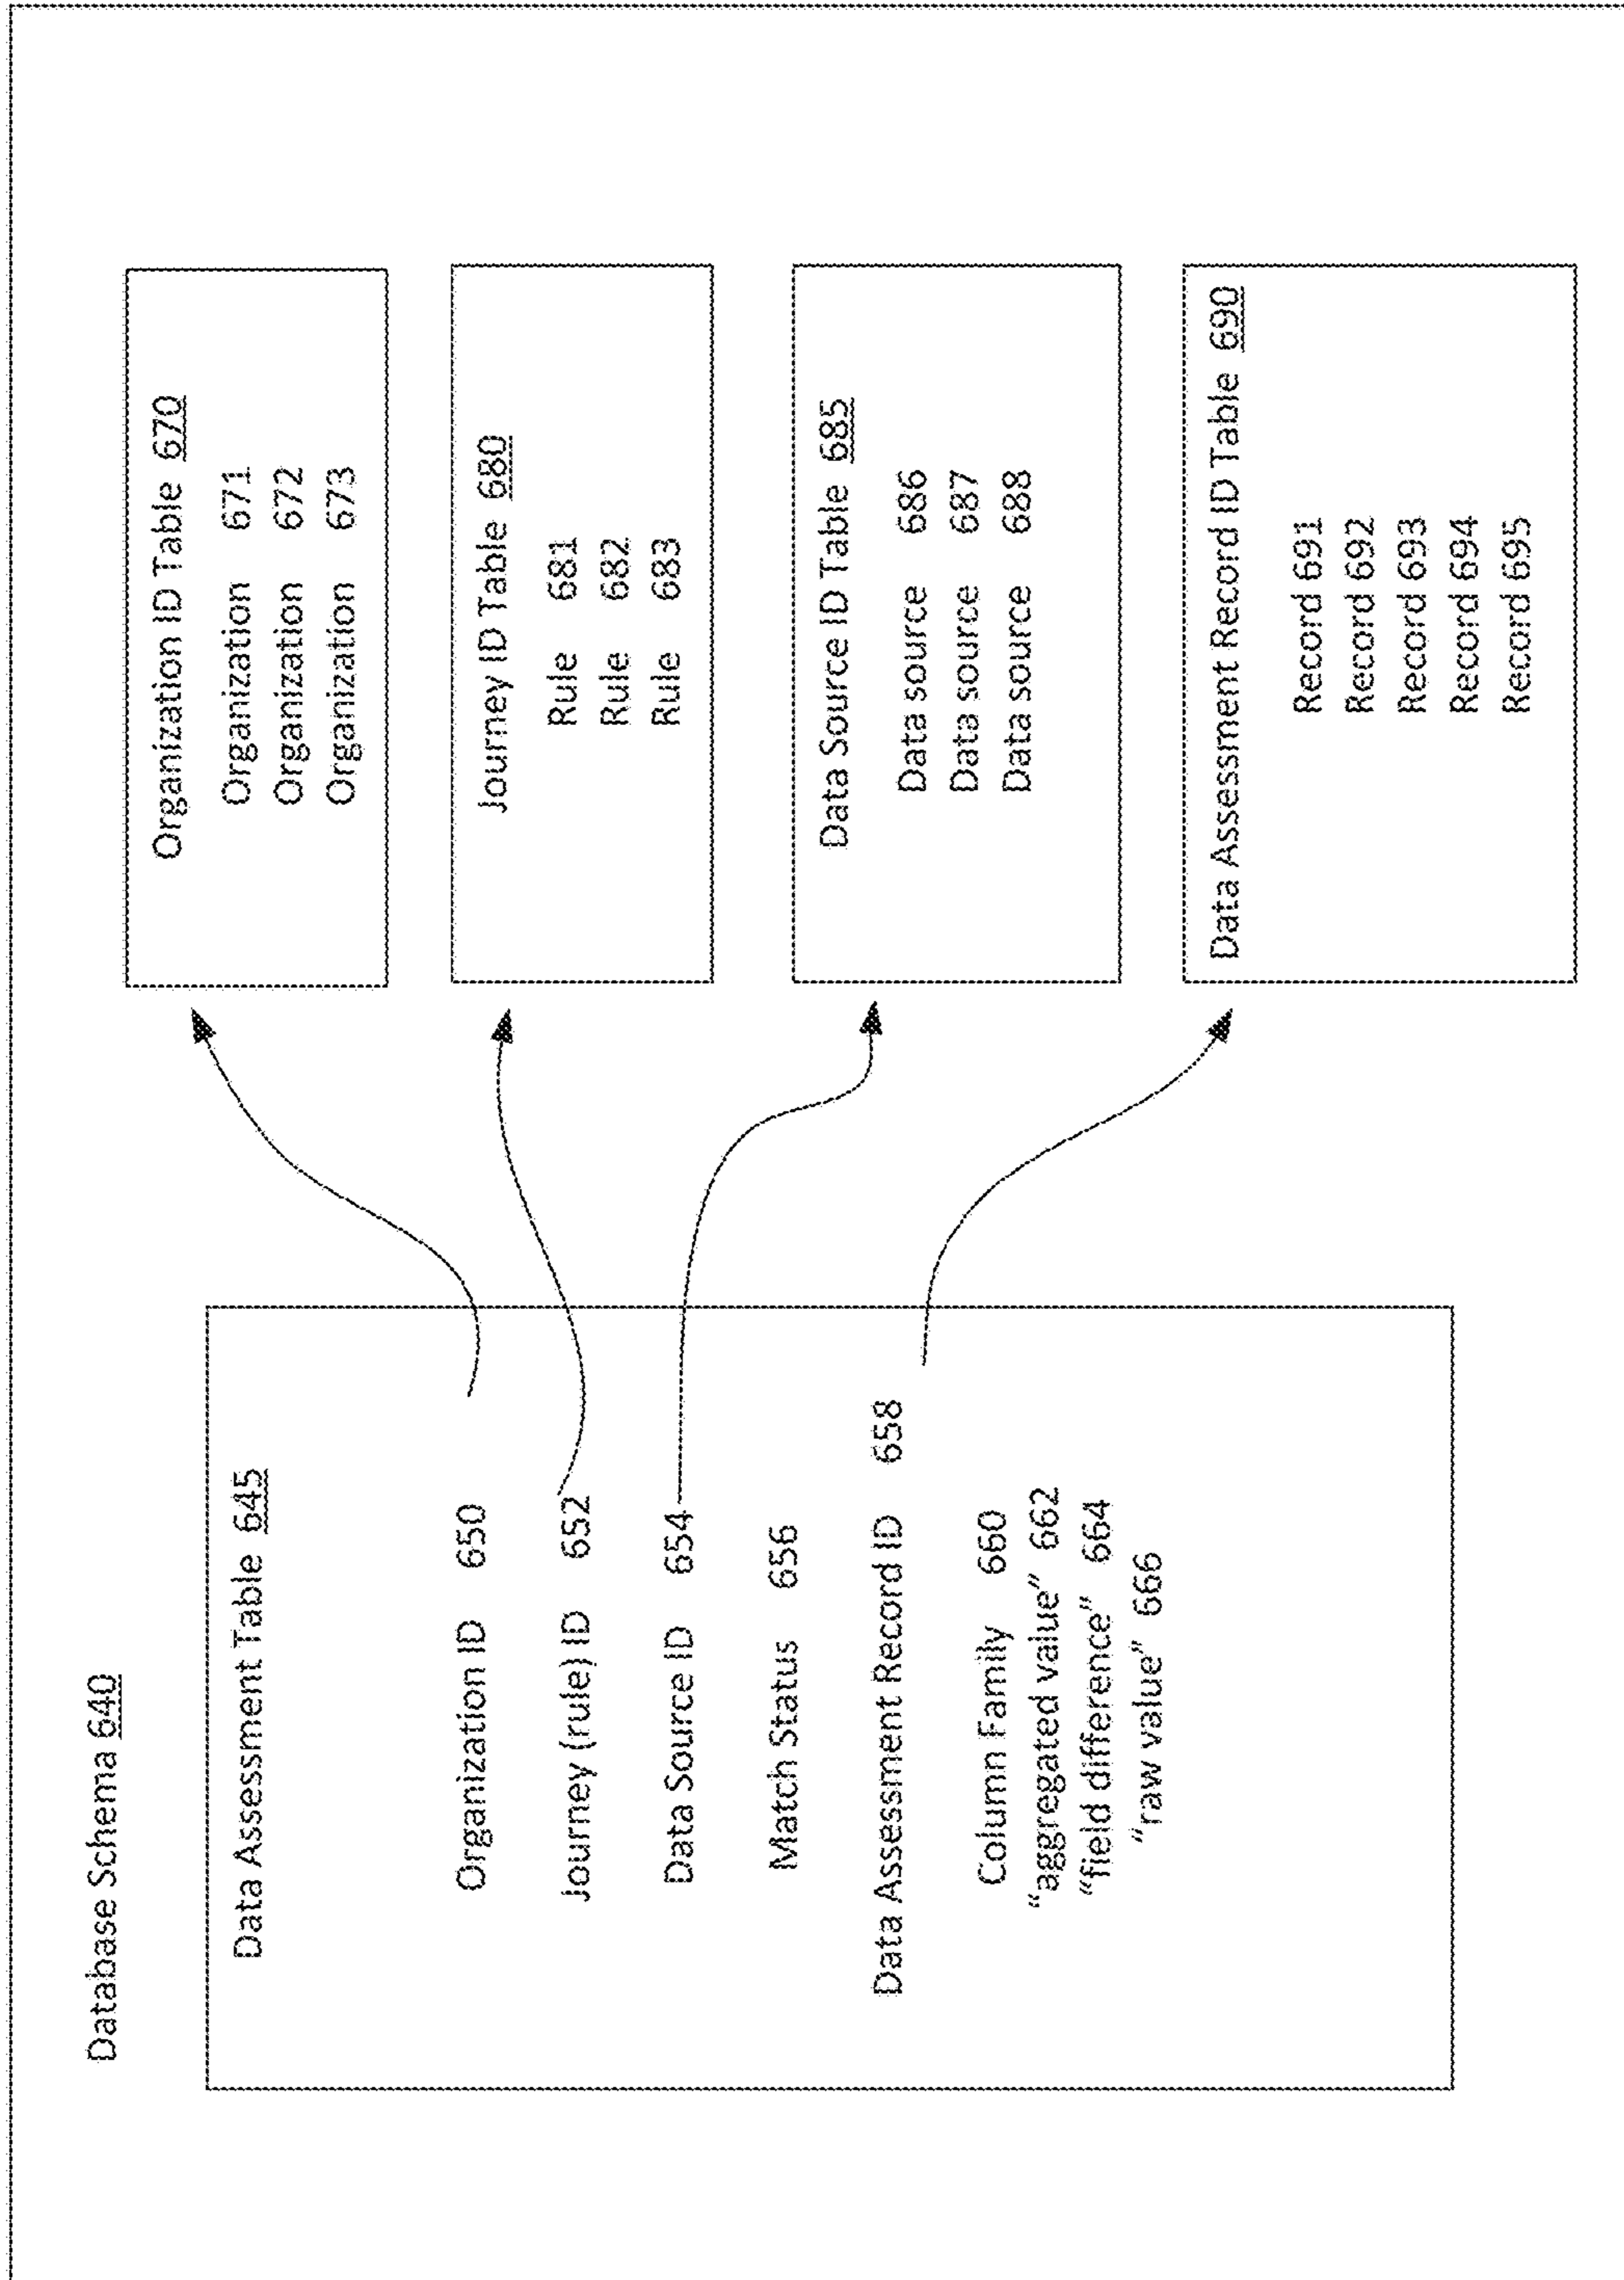 Database Schema 640
Data Assessment Table 645
Organization ID 650
Journey (rule) ID 652
Data Source ID 654
Match Status 656
Data Assessment Record ID 658
Column Family 660
“aggregated value” 662
“field difference” 664
“raw value” 666
Organization ID Table 670
Organization 671
Organization 672
Organization 673
Journey ID Table 680
Rule 681
Rule 682
Rule 683
Data Source ID Table 685
Data source 686
Data source 687
Data source 688
Data Assessment Record ID Table 690
Record 691
Record 692
Record 693
Record 694
Record 695